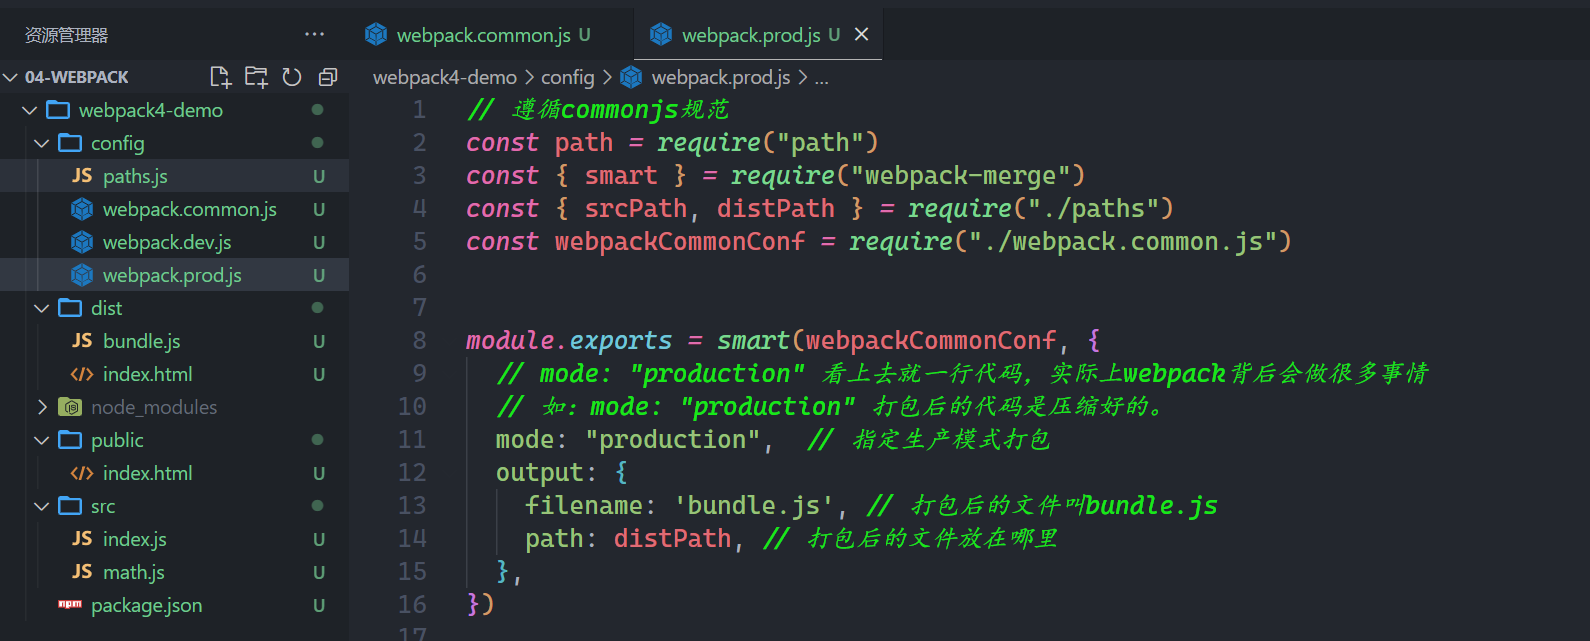 资源管理器 ···
04-WEBPACK
webpack4-demo
config
paths.js U
webpack.common.js U
webpack.dev.js U
webpack.prod.js U
dist
JS bundle.js U
</> index.html U
node_modules
public
</> index.html U
src
JS index.js U
JS math.js U
npm package.json U
webpack.common.js U
webpack.prod.js U ×
webpack4-demo > config > webpack.prod.js > ...
1 // 遵循commonjs规范
2 const path = require("path")
3 const { smart } = require("webpack-merge")
4 const { srcPath, distPath } = require("./paths")
5 const webpackCommonConf = require("./webpack.common.js")
6
7
8 module.exports = smart(webpackCommonConf, {
9 // mode: "production" 看上去就一行代码, 实际上webpack背后会做很多事情
10 // 如: mode: "production" 打包后的代码是压缩好的。
11 mode: "production", // 指定生产模式打包
12 output: {
13 filename: 'bundle.js', // 打包后的文件叫bundle.js
14 path: distPath, // 打包后的文件放在哪里
15 },
16 })
17